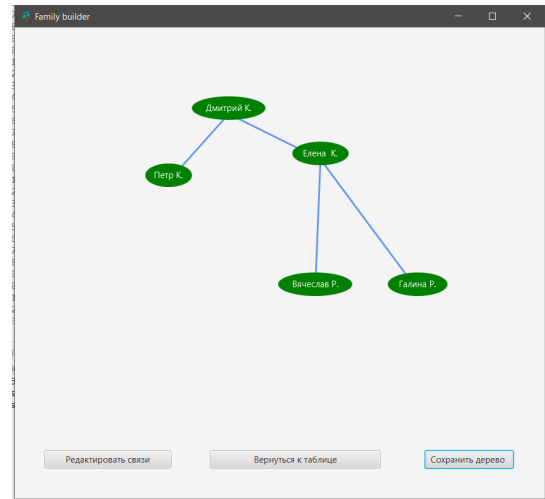 Family builder
Дмитрий К.
Елена К.
Петр К.
Вячеслав Р.
Галина Р.
Редактировать связи
Вернуться к таблице
Сохранить дерево